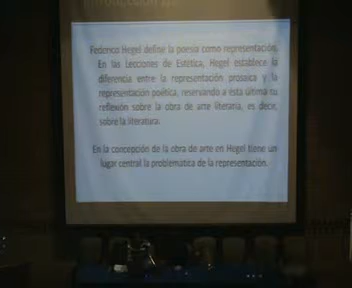 Federico Hegel define la poesía como representación.
En las Lecciones de Estética, Hegel establece la
diferencia entre la representación prosaica y la
representación poética, reservando a ésta última su
reflexión sobre la obra de arte literaria, es decir,
sobre la literatura.
En la concepción de la obra de arte en Hegel tiene un
lugar central la problemática de la representación.